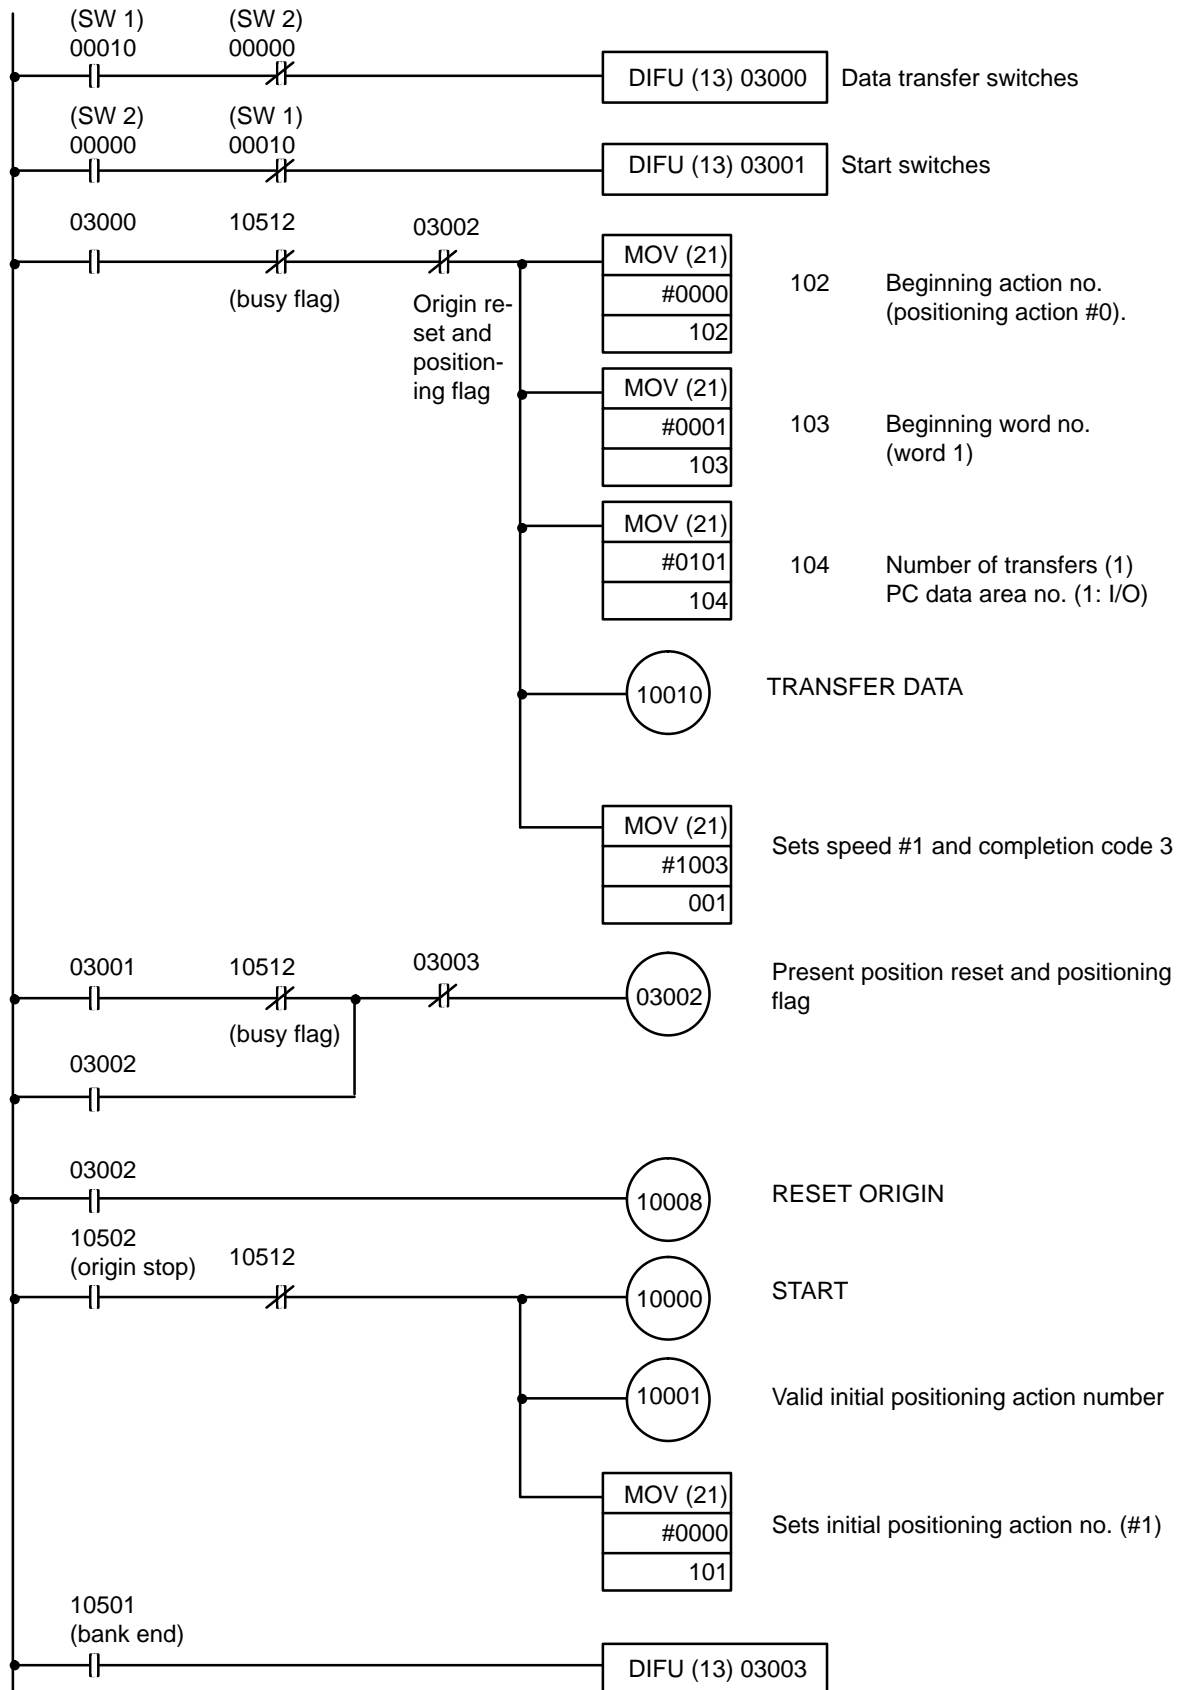 (SW 1) (SW 2)
00010 00000
DIFU (13) 03000 Data transfer switches
(SW 2) (SW 1)
00000 00010
DIFU (13) 03001 Start switches
03000 10512 03002
(busy flag)
Origin re-
set and
position-
ing flag
MOV (21)
#0000
102
102 Beginning action no.
(positioning action #0).
MOV (21)
#0001
103
103 Beginning word no.
(word 1)
MOV (21)
#0101
104
104 Number of transfers (1)
PC data area no. (1: I/O)
10010 TRANSFER DATA
MOV (21)
#1003
001
Sets speed #1 and completion code 3
03001 10512 03003
(busy flag)
03002
Present position reset and positioning
flag
03002
03002
10008 RESET ORIGIN
10502
(origin stop) 10512
10000 START
10001 Valid initial positioning action number
MOV (21)
#0000
101
Sets initial positioning action no. (#1)
10501
(bank end)
DIFU (13) 03003